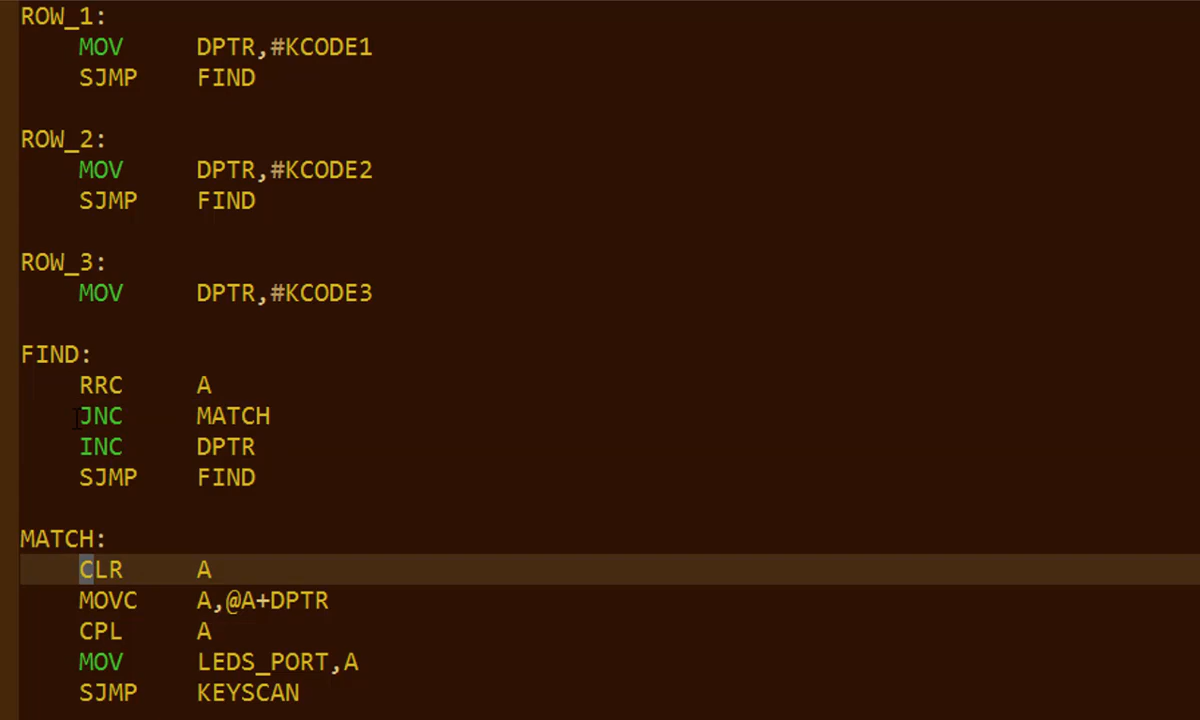 ROW_1:
MOV DPTR,#KCODE1
SJMP FIND
ROW_2:
MOV DPTR,#KCODE2
SJMP FIND
ROW_3:
MOV DPTR,#KCODE3
FIND:
RRC A
JNC MATCH
INC DPTR
SJMP FIND
MATCH:
CLR A
MOVC A,@A+DPTR
CPL A
MOV LEDS_PORT,A
SJMP KEYSCAN